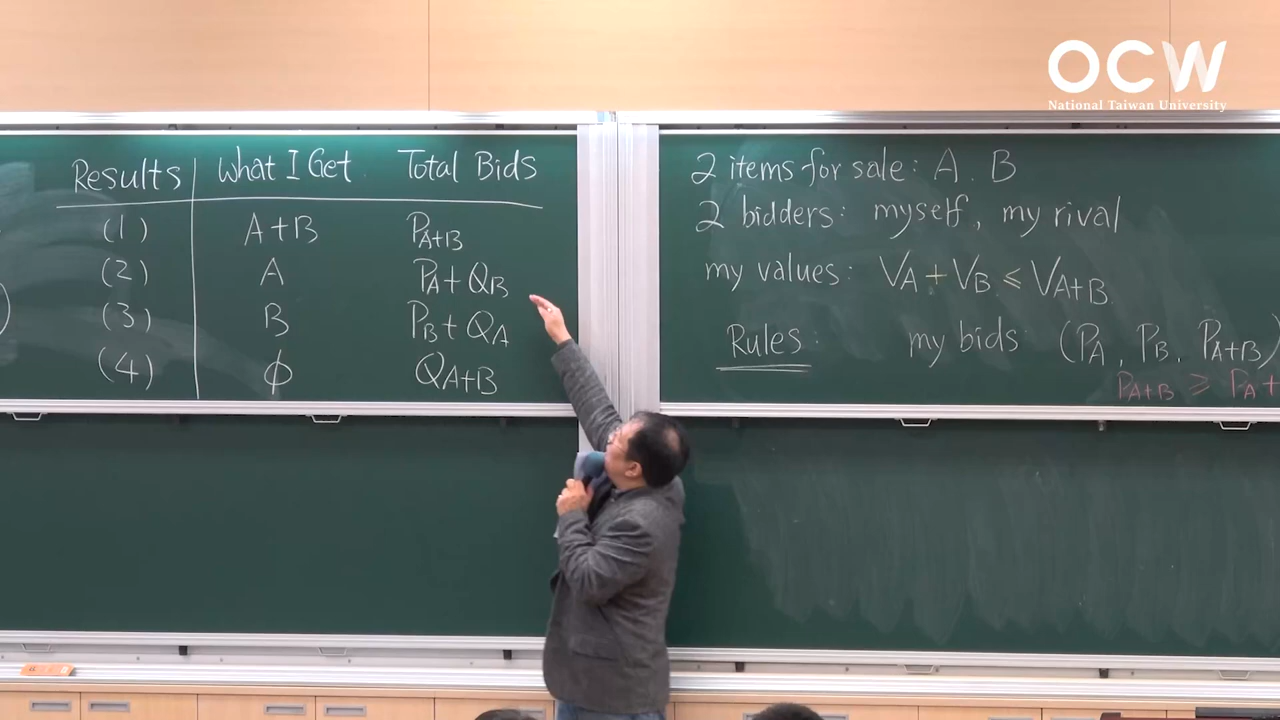 OCW
National Taiwan University
Results What I Get Total Bids
(1) A+B P_{A+B}
(2) A P_A + Q_B
(3) B P_B + Q_A
(4) φ Q_{A+B}
2 items for sale: A. B
2 bidders: myself, my rival
my values: V_A + V_B ≤ V_{A+B}
Rules: my bids (P_A, P_B, P_{A+B})
P_{A+B} ≥ P_A +